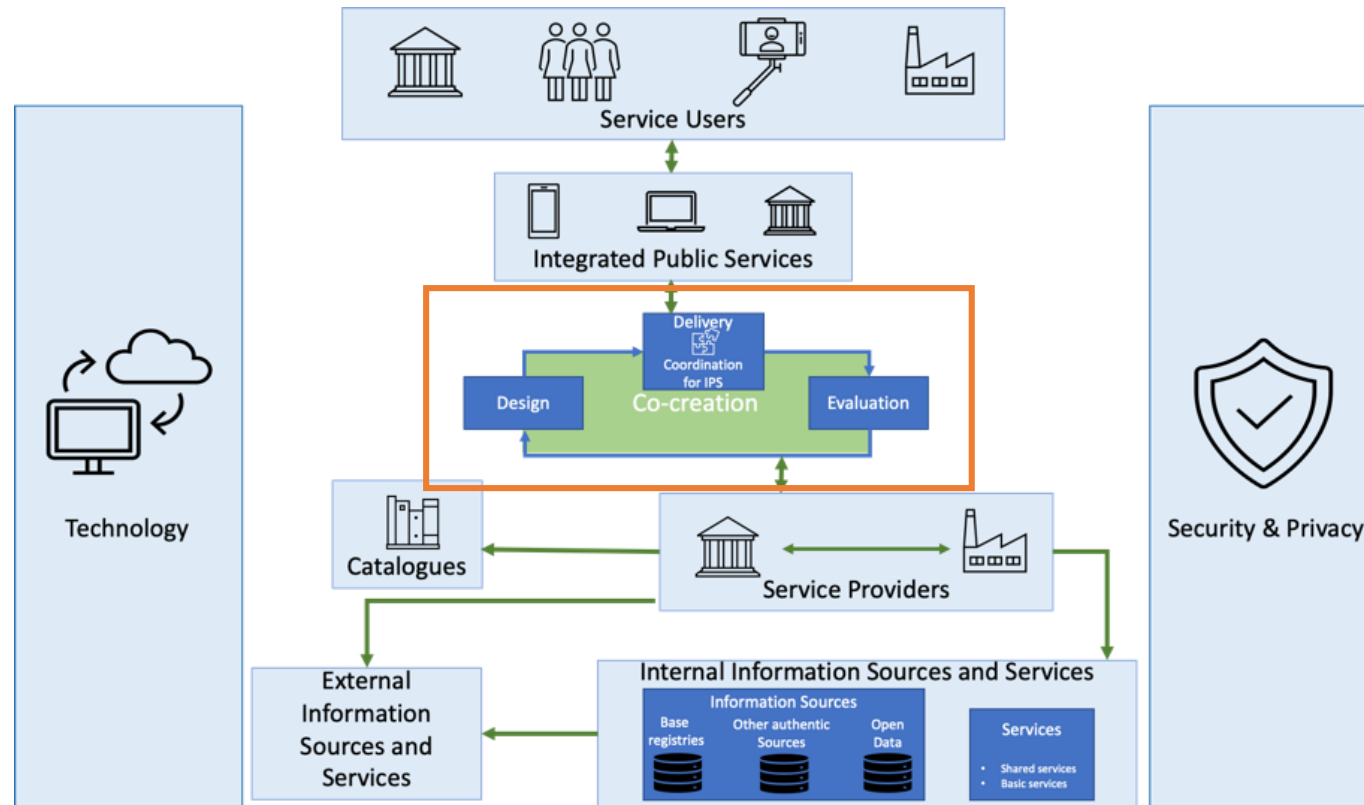 Service Users
Integrated Public Services
Delivery
Coordination
for IPS
Design
Co-creation
Evaluation
Technology
Security & Privacy
Catalogues
Service Providers
External
Information
Sources and
Services
Internal Information Sources and Services
Information Sources
Base
registries
Other authentic
Sources
Open
Data
Services
• Shared services
• Basic services